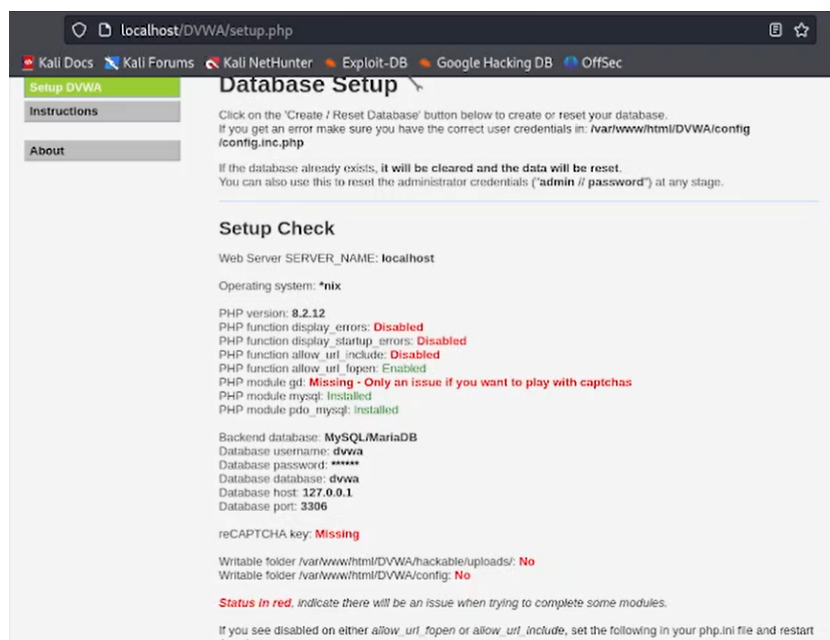 localhost/DVWA/setup.php
Kali Docs Kali Forums Kali NetHunter Exploit-DB Google Hacking DB OffSec
Setup DVWA
Instructions
About
Database Setup
Click on the 'Create / Reset Database' button below to create or reset your database.
If you get an error make sure you have the correct user credentials in: /var/www/html/DVWA/config
/config.inc.php
If the database already exists, it will be cleared and the data will be reset.
You can also use this to reset the administrator credentials ("admin // password") at any stage.
Setup Check
Web Server SERVER_NAME: localhost
Operating system: *nix
PHP version: 8.2.12
PHP function display_errors: Disabled
PHP function display_startup_errors: Disabled
PHP function allow_url_include: Disabled
PHP function allow_url_fopen: Enabled
PHP module gd: Missing - Only an issue if you want to play with captchas
PHP module mysql: Installed
PHP module pdo_mysql: Installed
Backend database: MySQL/MariaDB
Database username: dvwa
Database password: ******
Database database: dvwa
Database host: 127.0.0.1
Database port: 3306
reCAPTCHA key: Missing
Writable folder /var/www/html/DVWA/hackable/uploads/: No
Writable folder /var/www/html/DVWA/config: No
Status in red, indicate there will be an issue when trying to complete some modules.
If you see disabled on either allow_url_fopen or allow_url_include, set the following in your php.ini file and restart